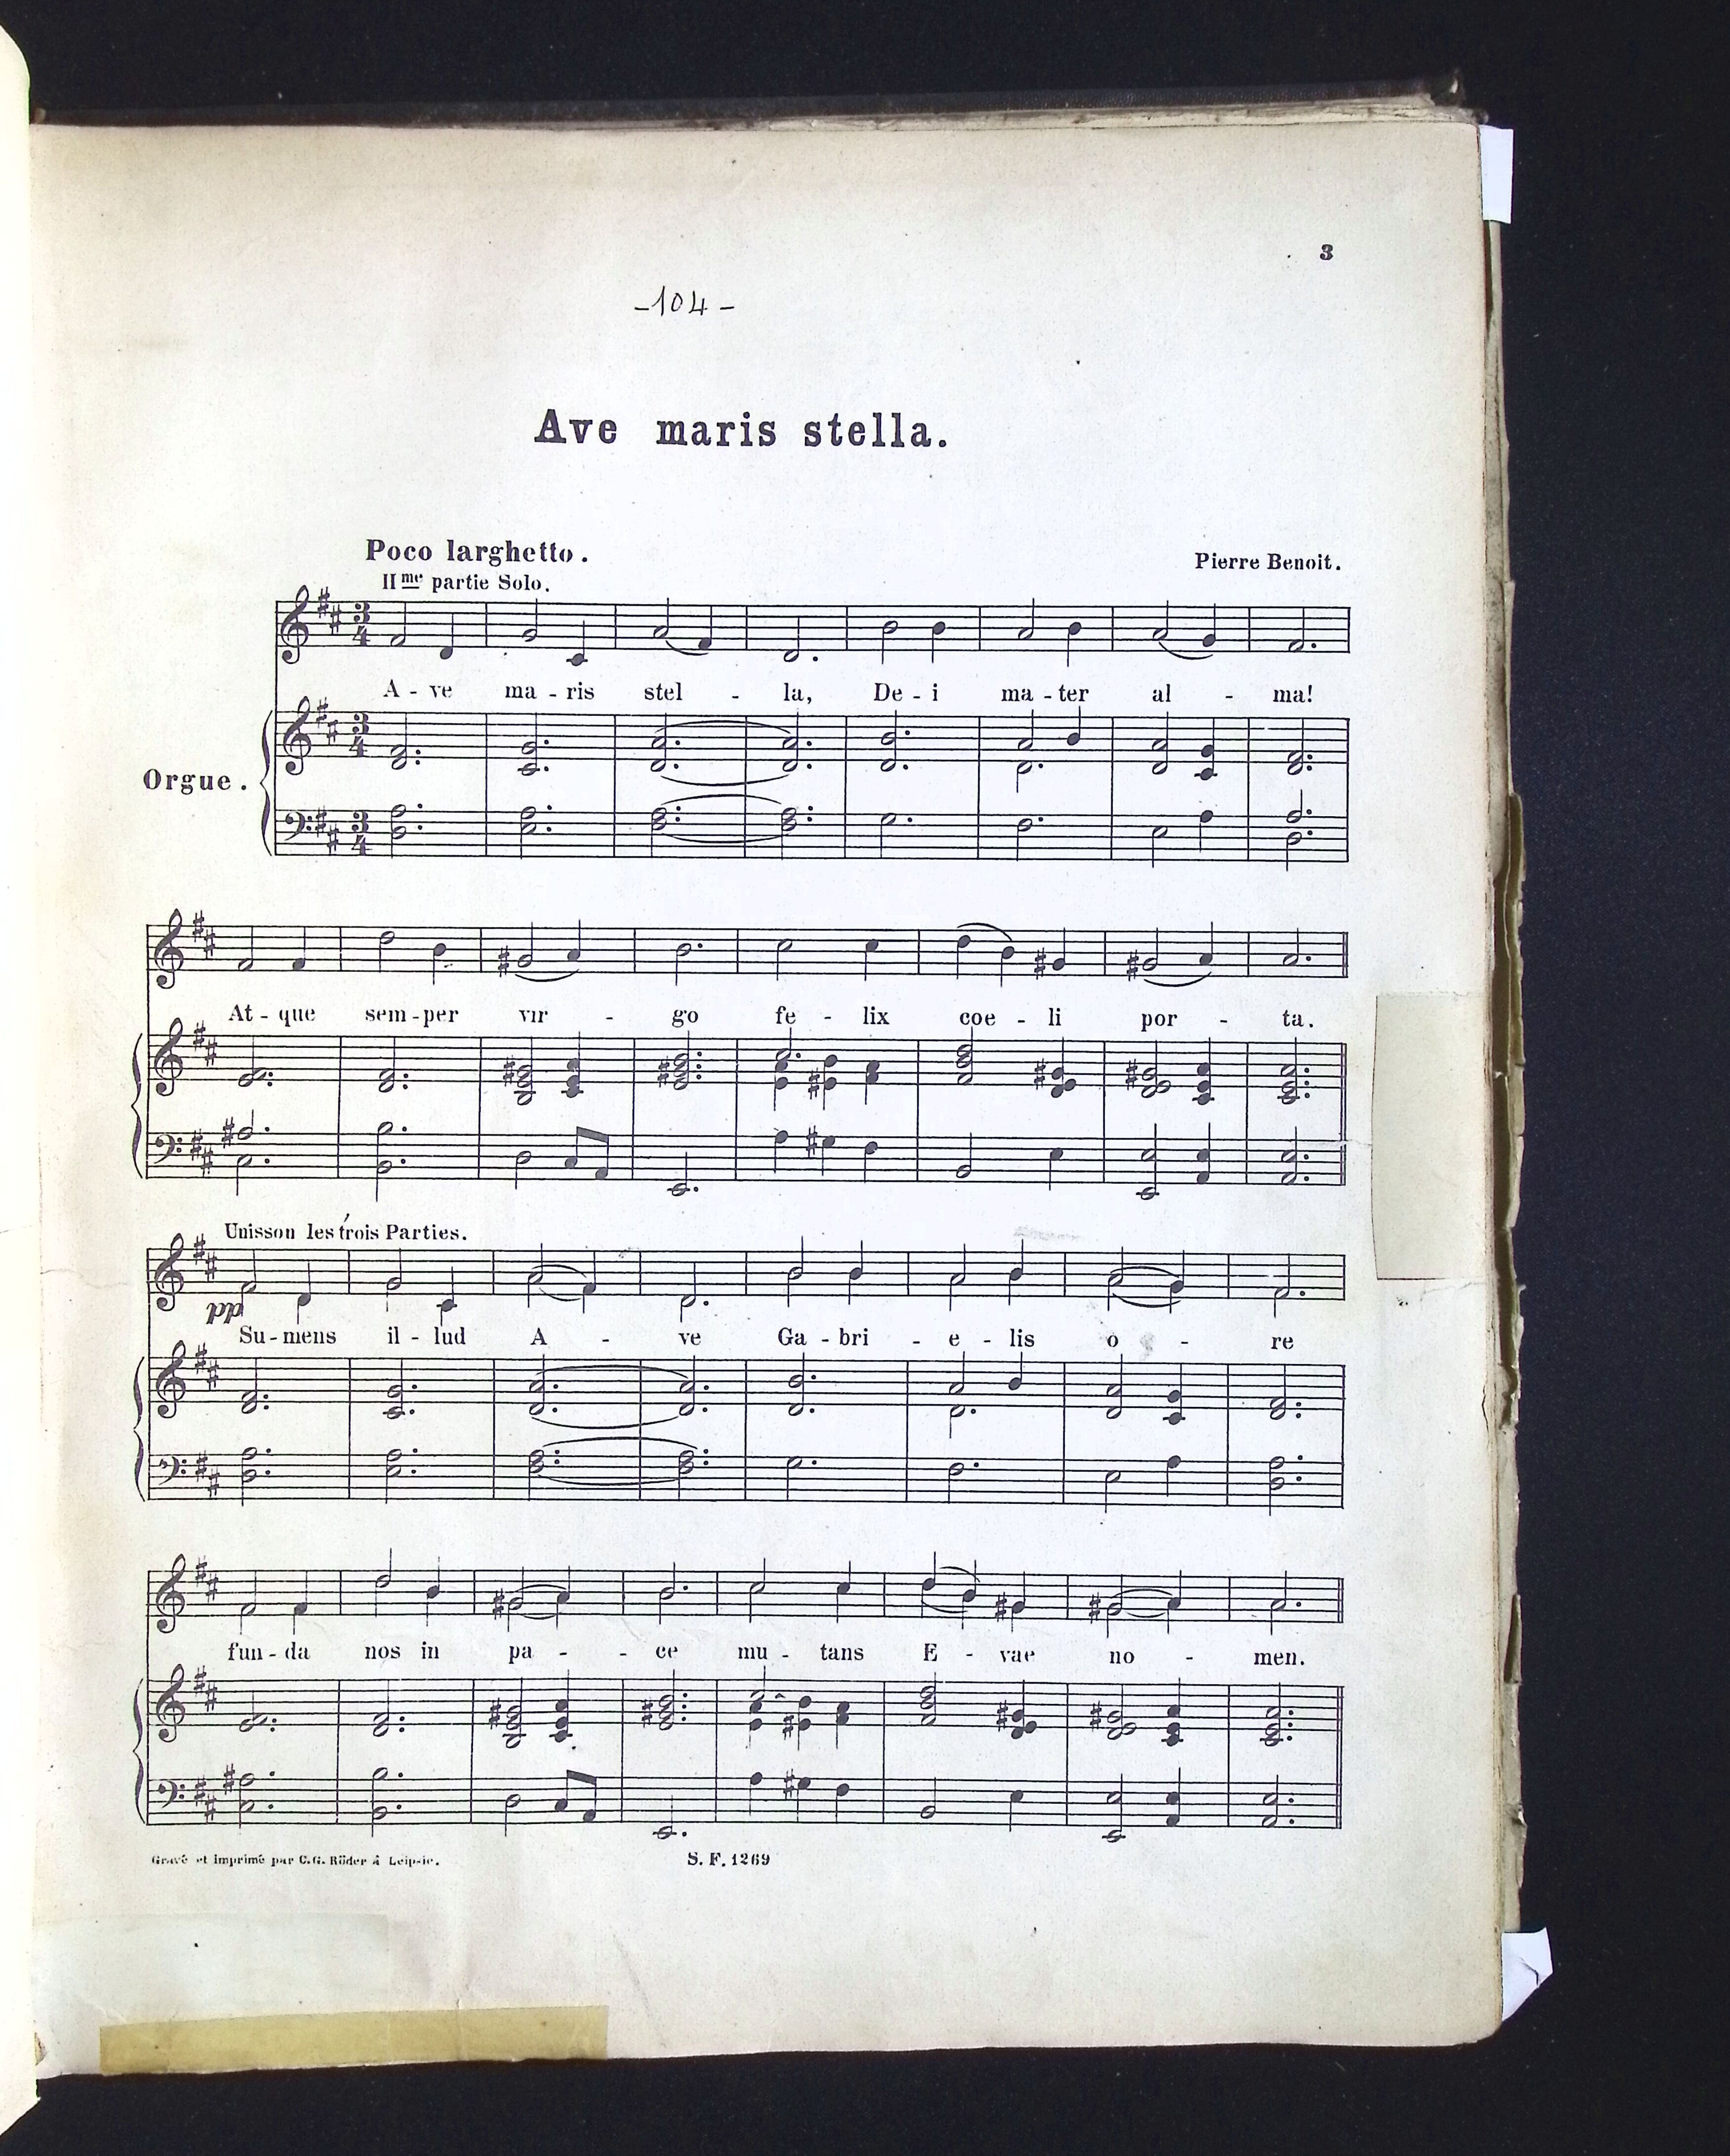 3
-104-
Ave maris stella.
Poco larghetto.
Pierre Benoit.
IIme partie Solo.
A - ve ma - ris stel - la, De - i ma - ter al - ma!
Orgue.
At - que sem - per vir - go fe - lix coe - li por - ta.
Unisson les trois Parties.
pp
Su - mens il - lud A - ve Ga - bri - e - lis o - re
fun - da nos in pa - - ce mu - tans E - vae no - men.
Gravé et imprimé par C.G. Röder à Leipsic.
S. F. 1269